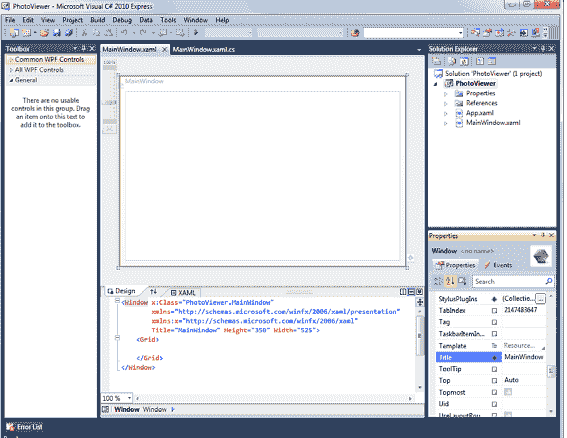 PhotoViewer - Microsoft Visual C# 2010 Express
File Edit View Project Build Debug Data Tools Window Help
Toolbox
Common WPF Controls
All WPF Controls
General
There are no usable
controls in this group. Drag
an item onto this text to
add it to the toolbox.
MainWindow.xaml MainWindow.xaml.cs
100%
MainWindow
Design XAML
<Window x:Class="PhotoViewer.MainWindow"
xmlns="http://schemas.microsoft.com/winfx/2006/xaml/presentation"
xmlns:x="http://schemas.microsoft.com/winfx/2006/xaml"
Title="MainWindow" Height="350" Width="525">
<Grid>
</Grid>
</Window>
100 %
Window Window
Solution Explorer
Solution 'PhotoViewer' (1 project)
PhotoViewer
Properties
References
App.xaml
MainWindow.xaml
Properties
Window <no name>
Properties Events
Search
StylusPlugIns (Collection...
TabIndex 2147483647
Tag
TaskbarItemIn...
Template Resource...
Title MainWindow
ToolTip
Top Auto
Topmost
Uid
UseLayoutRou...
Error List